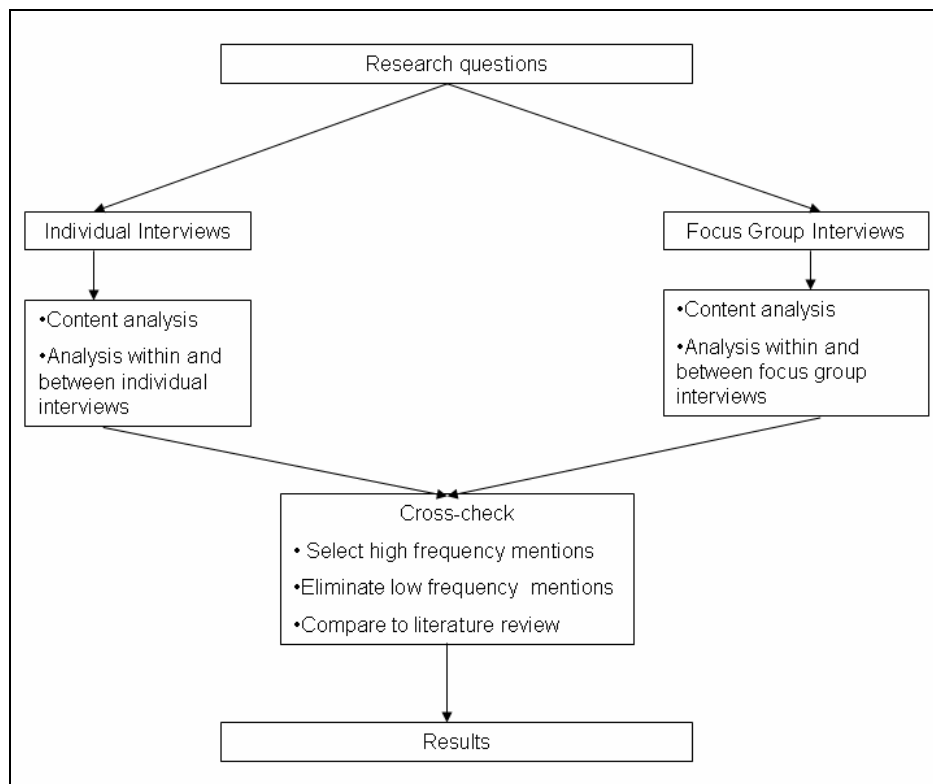 Research questions
Individual Interviews
Focus Group Interviews
•Content analysis
•Analysis within and
between individual
interviews
•Content analysis
•Analysis within and
between focus group
interviews
Cross-check
• Select high frequency mentions
•Eliminate low frequency mentions
•Compare to literature review
Results